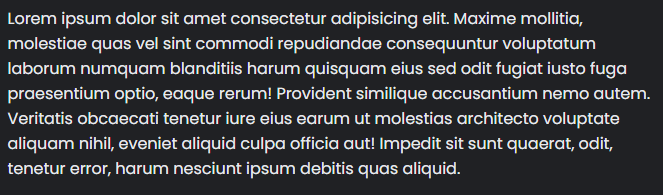 Lorem ipsum dolor sit amet consectetur adipisicing elit. Maxime mollitia,
molestiae quas vel sint commodi repudiandae consequuntur voluptatum
laborum numquam blanditiis harum quisquam eius sed odit fugiat iusto fuga
praesentium optio, eaque rerum! Provident similique accusantium nemo autem.
Veritatis obcaecati tenetur iure eius earum ut molestias architecto voluptate
aliquam nihil, eveniet aliquid culpa officia aut! Impedit sit sunt quaerat, odit,
tenetur error, harum nesciunt ipsum debitis quas aliquid.